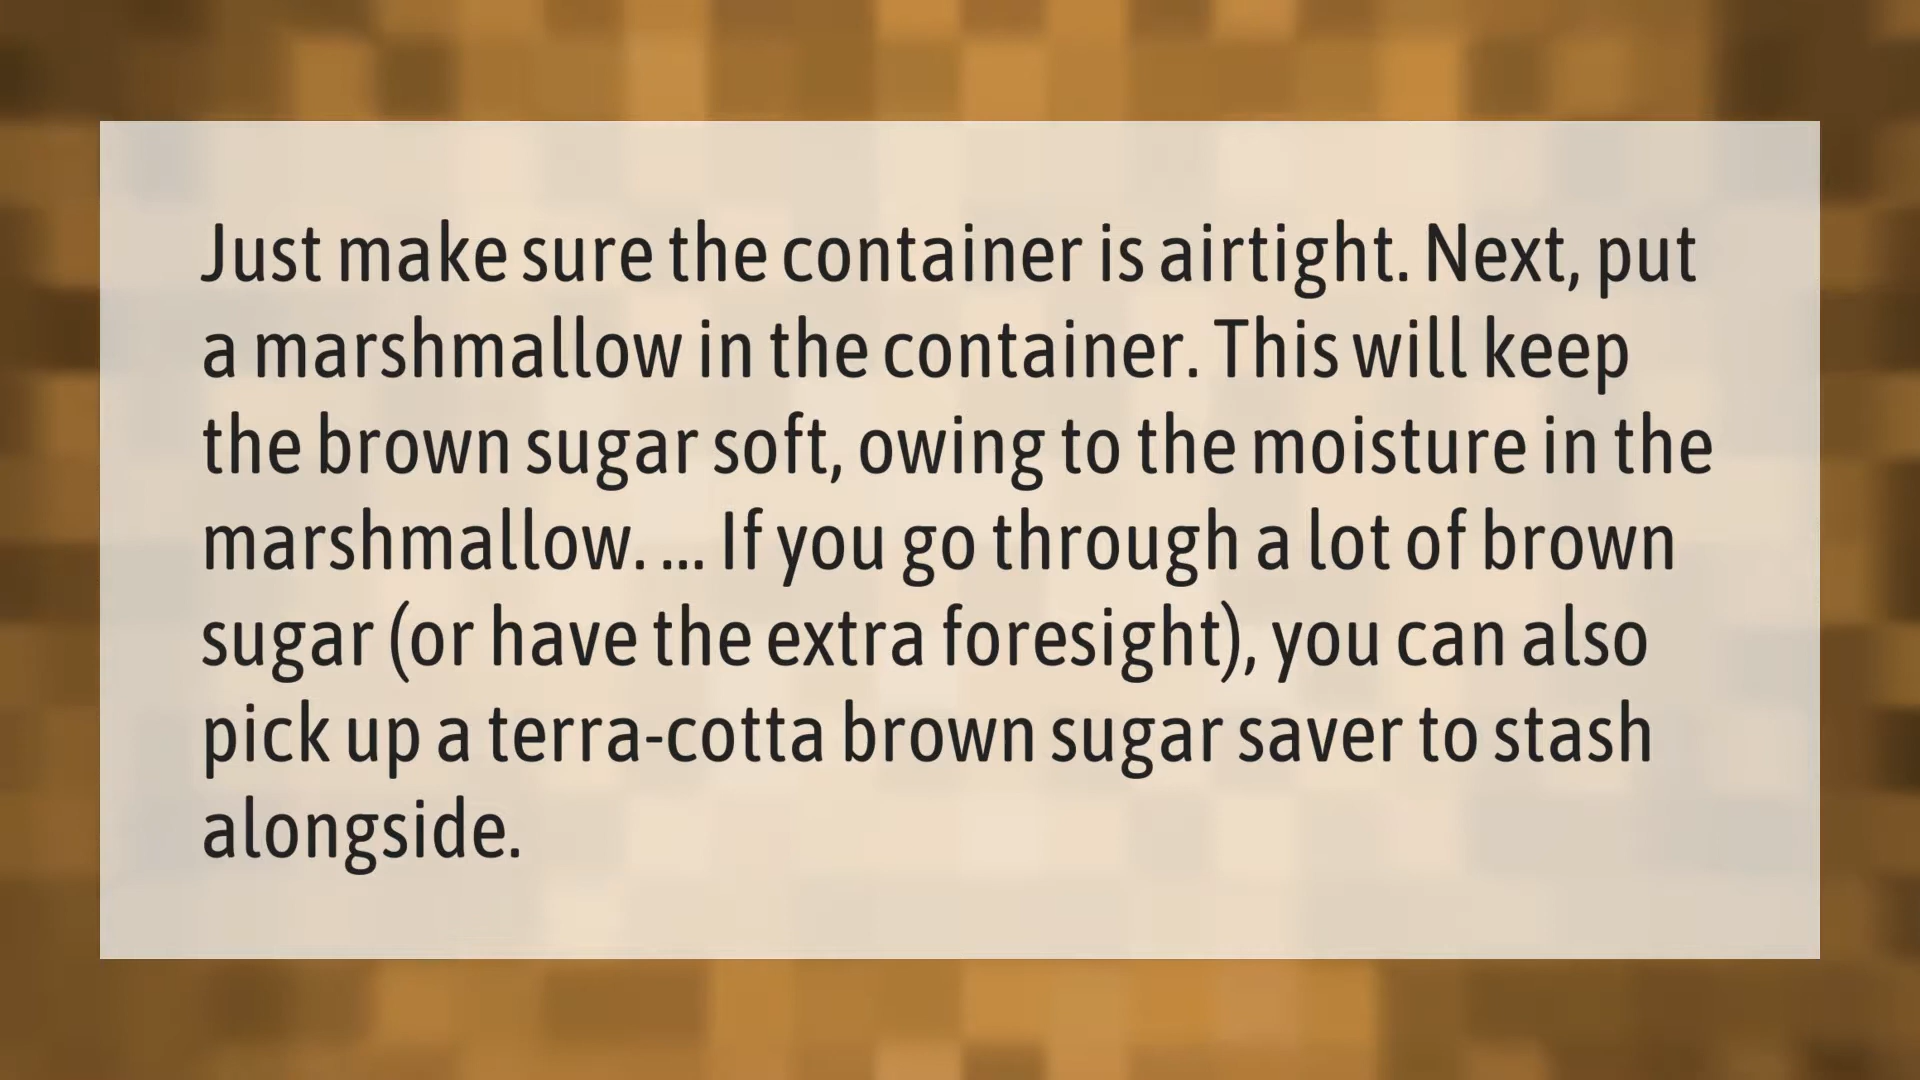 Just make sure the container is airtight. Next, put
a marshmallow in the container. This will keep
the brown sugar soft, owing to the moisture in the
marshmallow. ... If you go through a lot of brown
sugar (or have the extra foresight), you can also
pick up a terra-cotta brown sugar saver to stash
alongside.